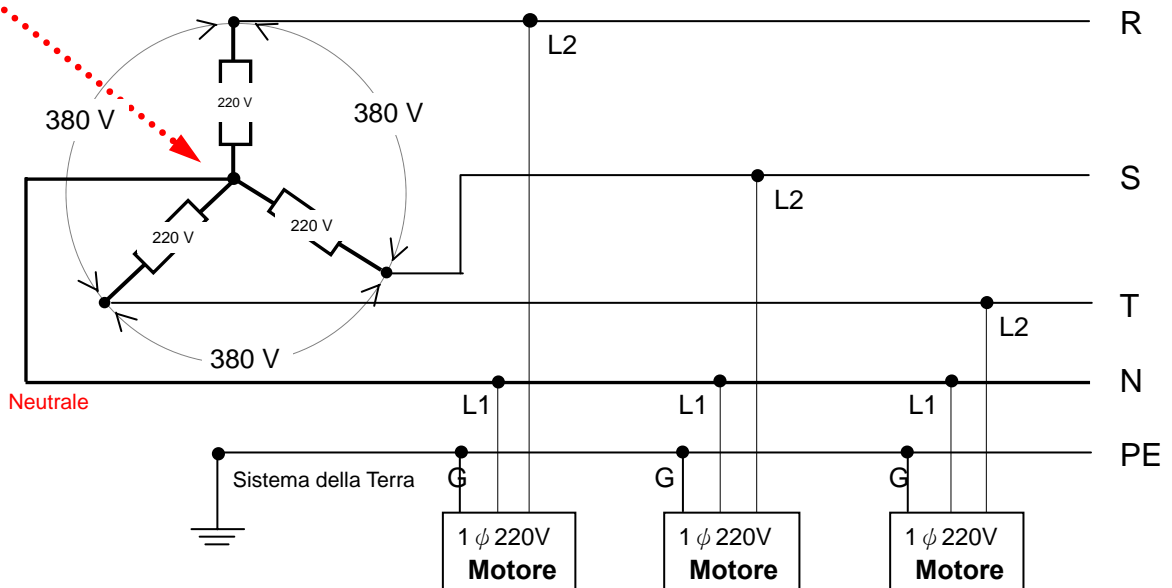 R
L2
220 V
380 V
380 V
S
L2
220 V
220 V
T
L2
380 V
N
Neutrale
L1
L1
L1
PE
Sistema della Terra
G
G
G
1 ϕ 220V
Motore
1 ϕ 220V
Motore
1 ϕ 220V
Motore